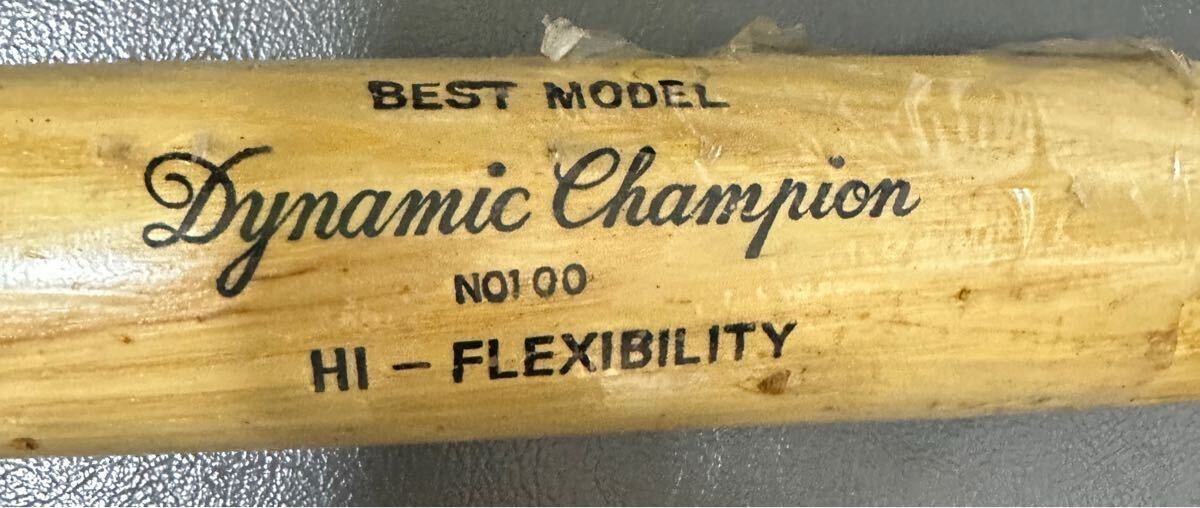 BEST MODEL
Dynamic Champion
NO100
HI - FLEXIBILITY